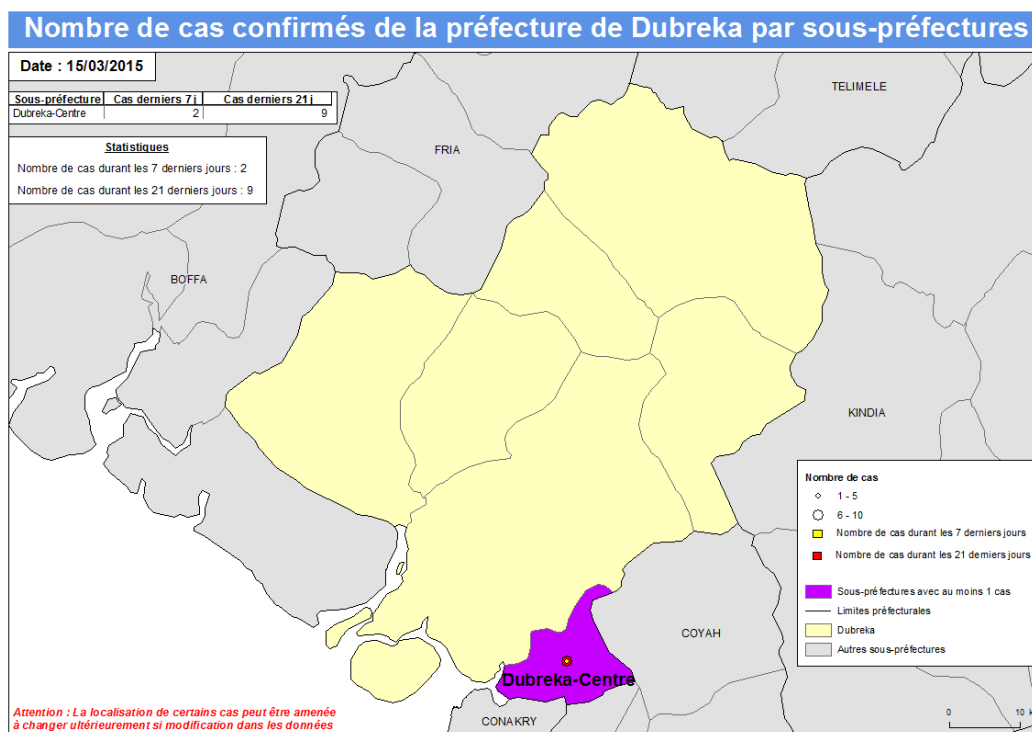 Nombre de cas confirmés de la préfecture de Dubreka par sous-préfectures
Date : 15/03/2015
Sous-préfecture Cas derniers 7 j Cas derniers 21 j
Dubreka-Centre 2 9
Statistiques
Nombre de cas durant les 7 derniers jours : 2
Nombre de cas durant les 21 derniers jours : 9
TELIMELE
FRIA
BOFFA
KINDIA
COYAH
Dubreka-Centre
CONAKRY
Nombre de cas
1 - 5
6 - 10
Nombre de cas durant les 7 derniers jours
Nombre de cas durant les 21 derniers jours
Sous-préfectures avec au moins 1 cas
Limites préfecturales
Dubreka
Autres sous-préfectures
0 10
Attention : La localisation de certains cas peut être amenée
à changer ultérieurement si modification dans les données